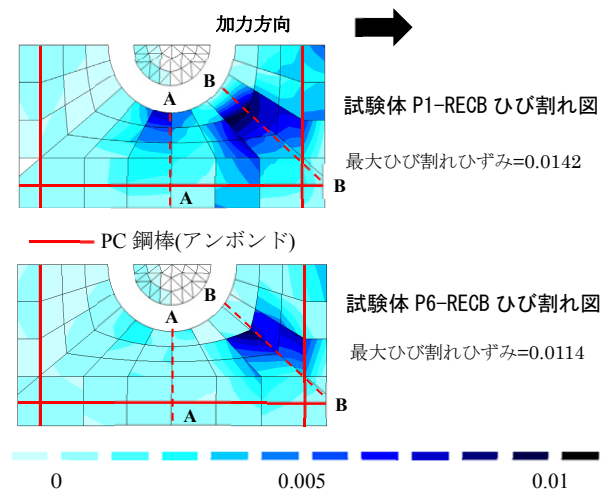 加力方向
B
A
試験体 P1-RECB ひび割れ図
最大ひび割れひずみ=0.0142
A
B
PC 鋼棒(アンボンド)
B
A
試験体 P6-RECB ひび割れ図
最大ひび割れひずみ=0.0114
A
B
0 0.005 0.01